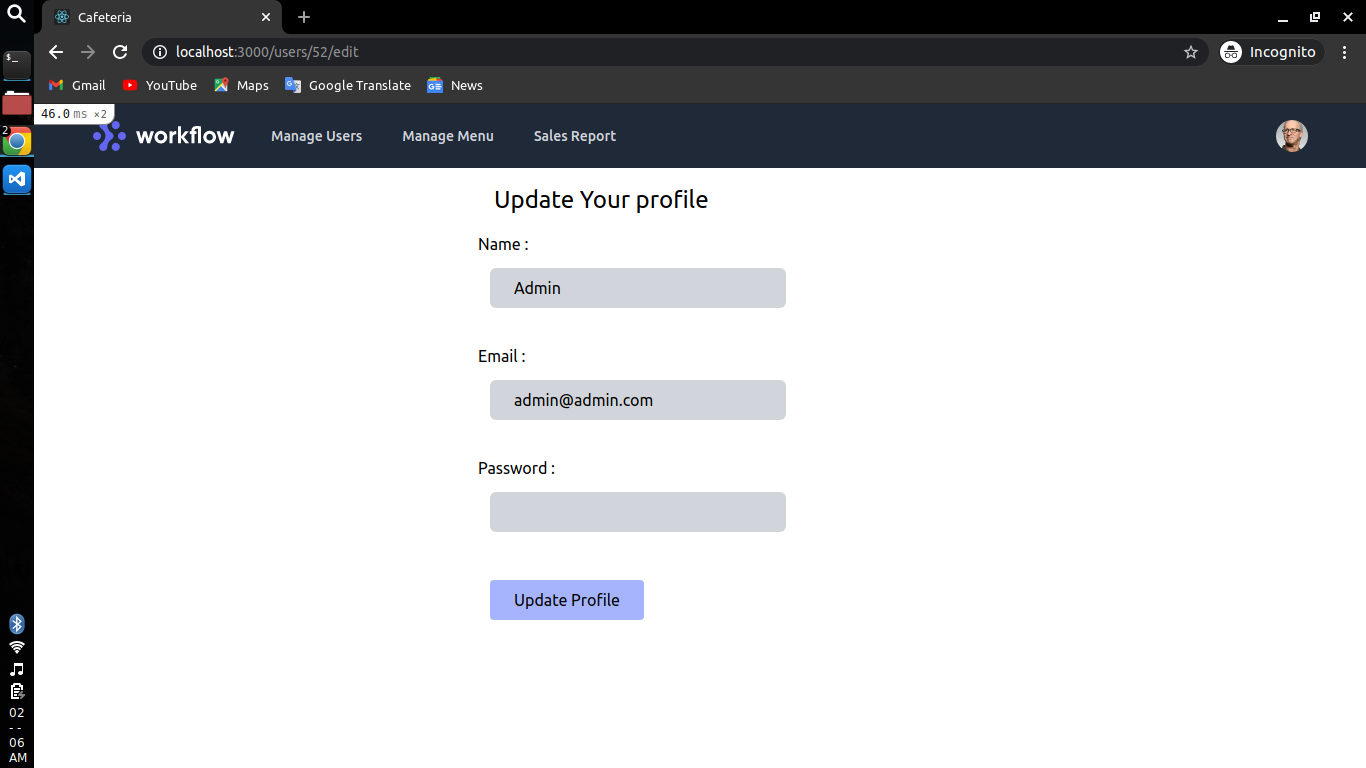 Cafeteria
localhost:3000/users/52/edit
Incognito
Gmail YouTube Maps Google Translate News
$_
2
46.0 ms ×2
workflow Manage Users Manage Menu Sales Report
Update Your profile
Name :
Admin
Email :
admin@admin.com
Password :
Update Profile
02
--
06
AM